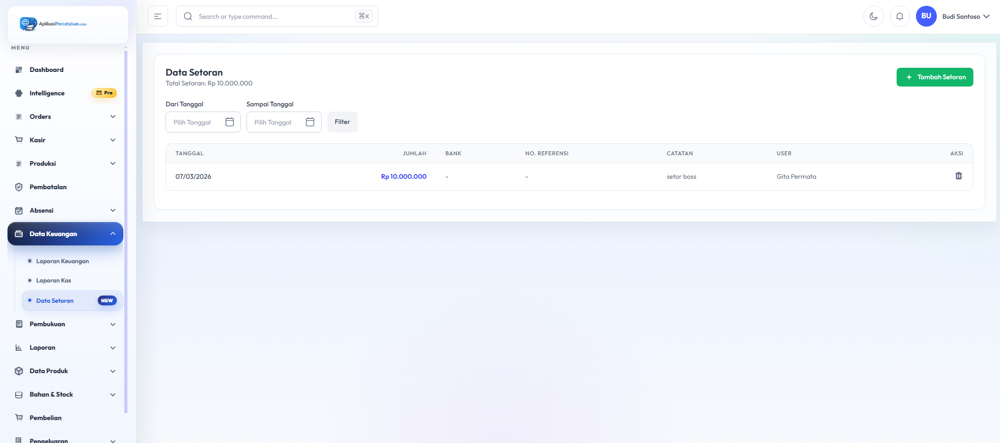 AplikasiPercetakan.com
Search or type command...
⌘K
BU
Budi Santoso
MENU
Dashboard
Intelligence
Pro
Orders
Kasir
Produksi
Pembatalan
Absensi
Data Keuangan
Laporan Keuangan
Laporan Kas
Data Setoran
NEW
Pembukuan
Laporan
Data Produk
Bahan & Stock
Pembelian
Pengeluaran
Data Setoran
Total Setoran: Rp 10.000.000
+ Tambah Setoran
Dari Tanggal
Sampai Tanggal
Pilih Tanggal
Pilih Tanggal
Filter
TANGGAL JUMLAH BANK NO. REFERENSI CATATAN USER AKSI
07/03/2026 Rp 10.000.000 - - setor boss Gita Permata